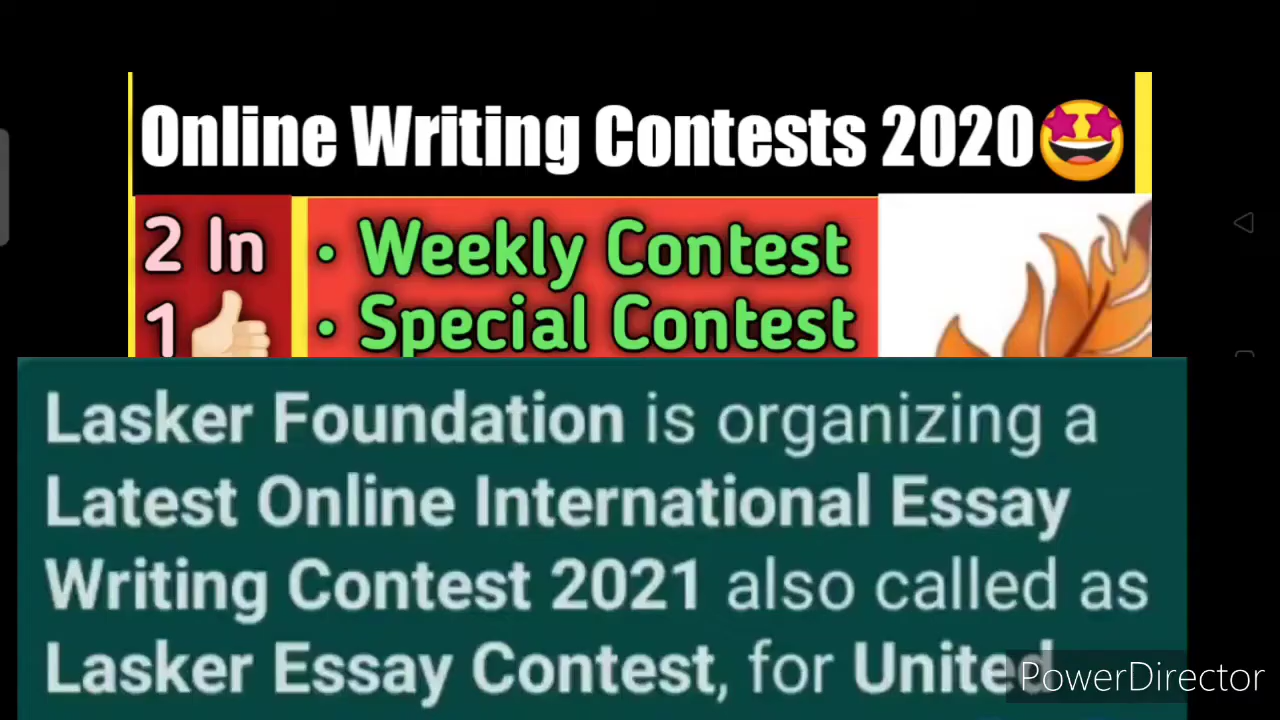 Online Writing Contests 2020
2 In
1
• Weekly Contest
• Special Contest
Lasker Foundation is organizing a
Latest Online International Essay
Writing Contest 2021 also called as
Lasker Essay Contest, for United
PowerDirector